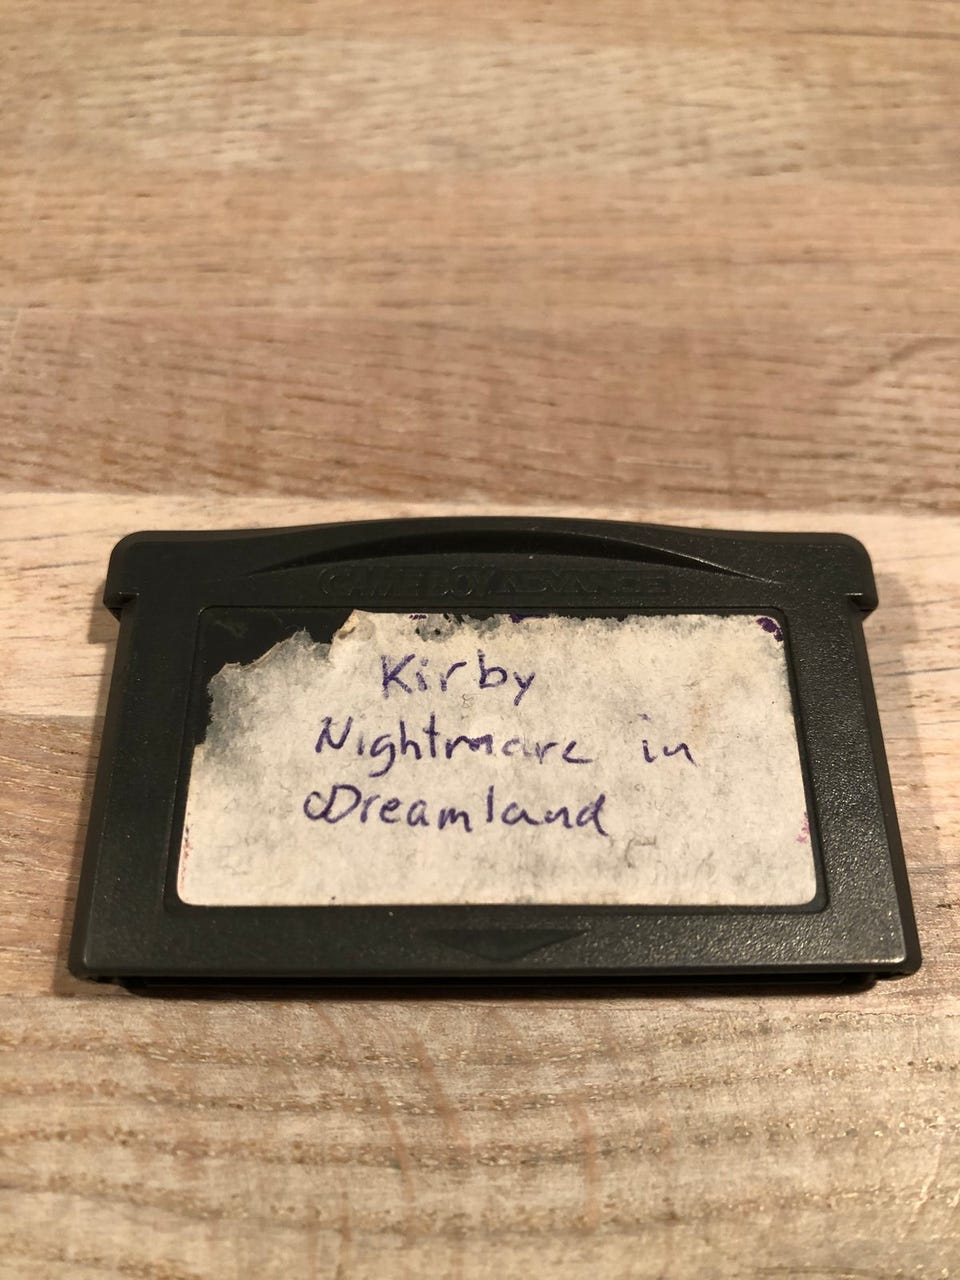 GAME BOY ADVANCE
Kirby
Nightmare in
Dreamland